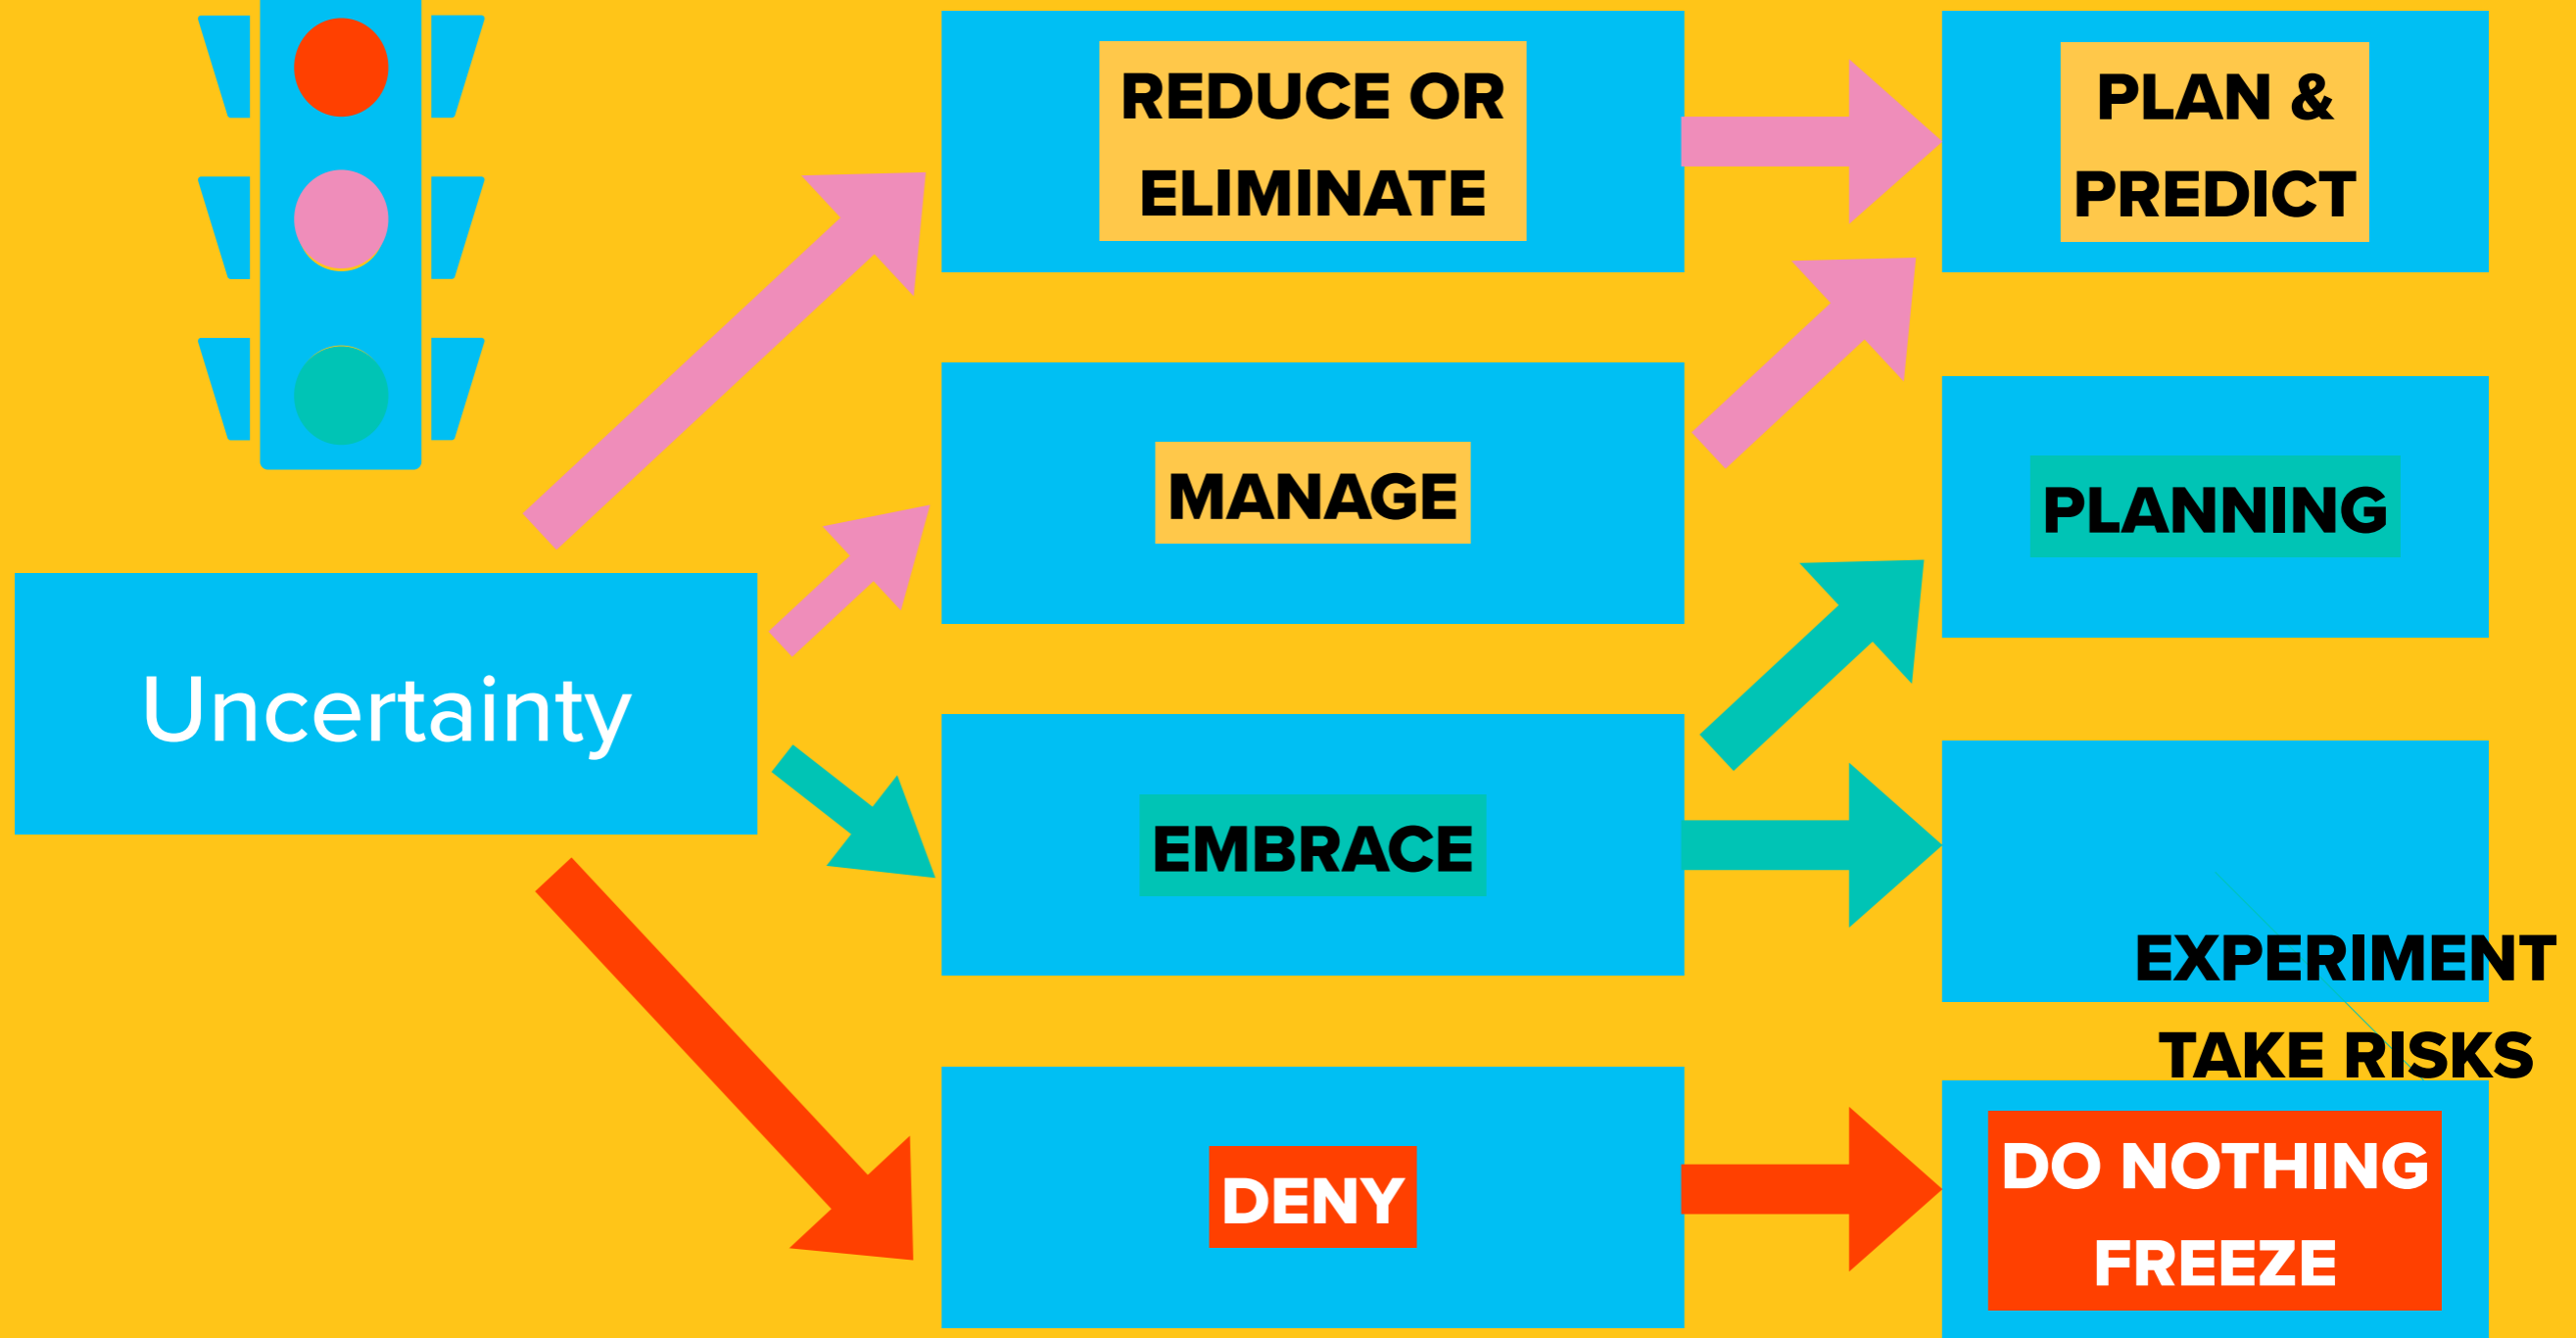 Uncertainty
REDUCE OR
ELIMINATE
MANAGE
EMBRACE
DENY
PLAN &
PREDICT
PLANNING
EXPERIMENT
TAKE RISKS
DO NOTHING
FREEZE